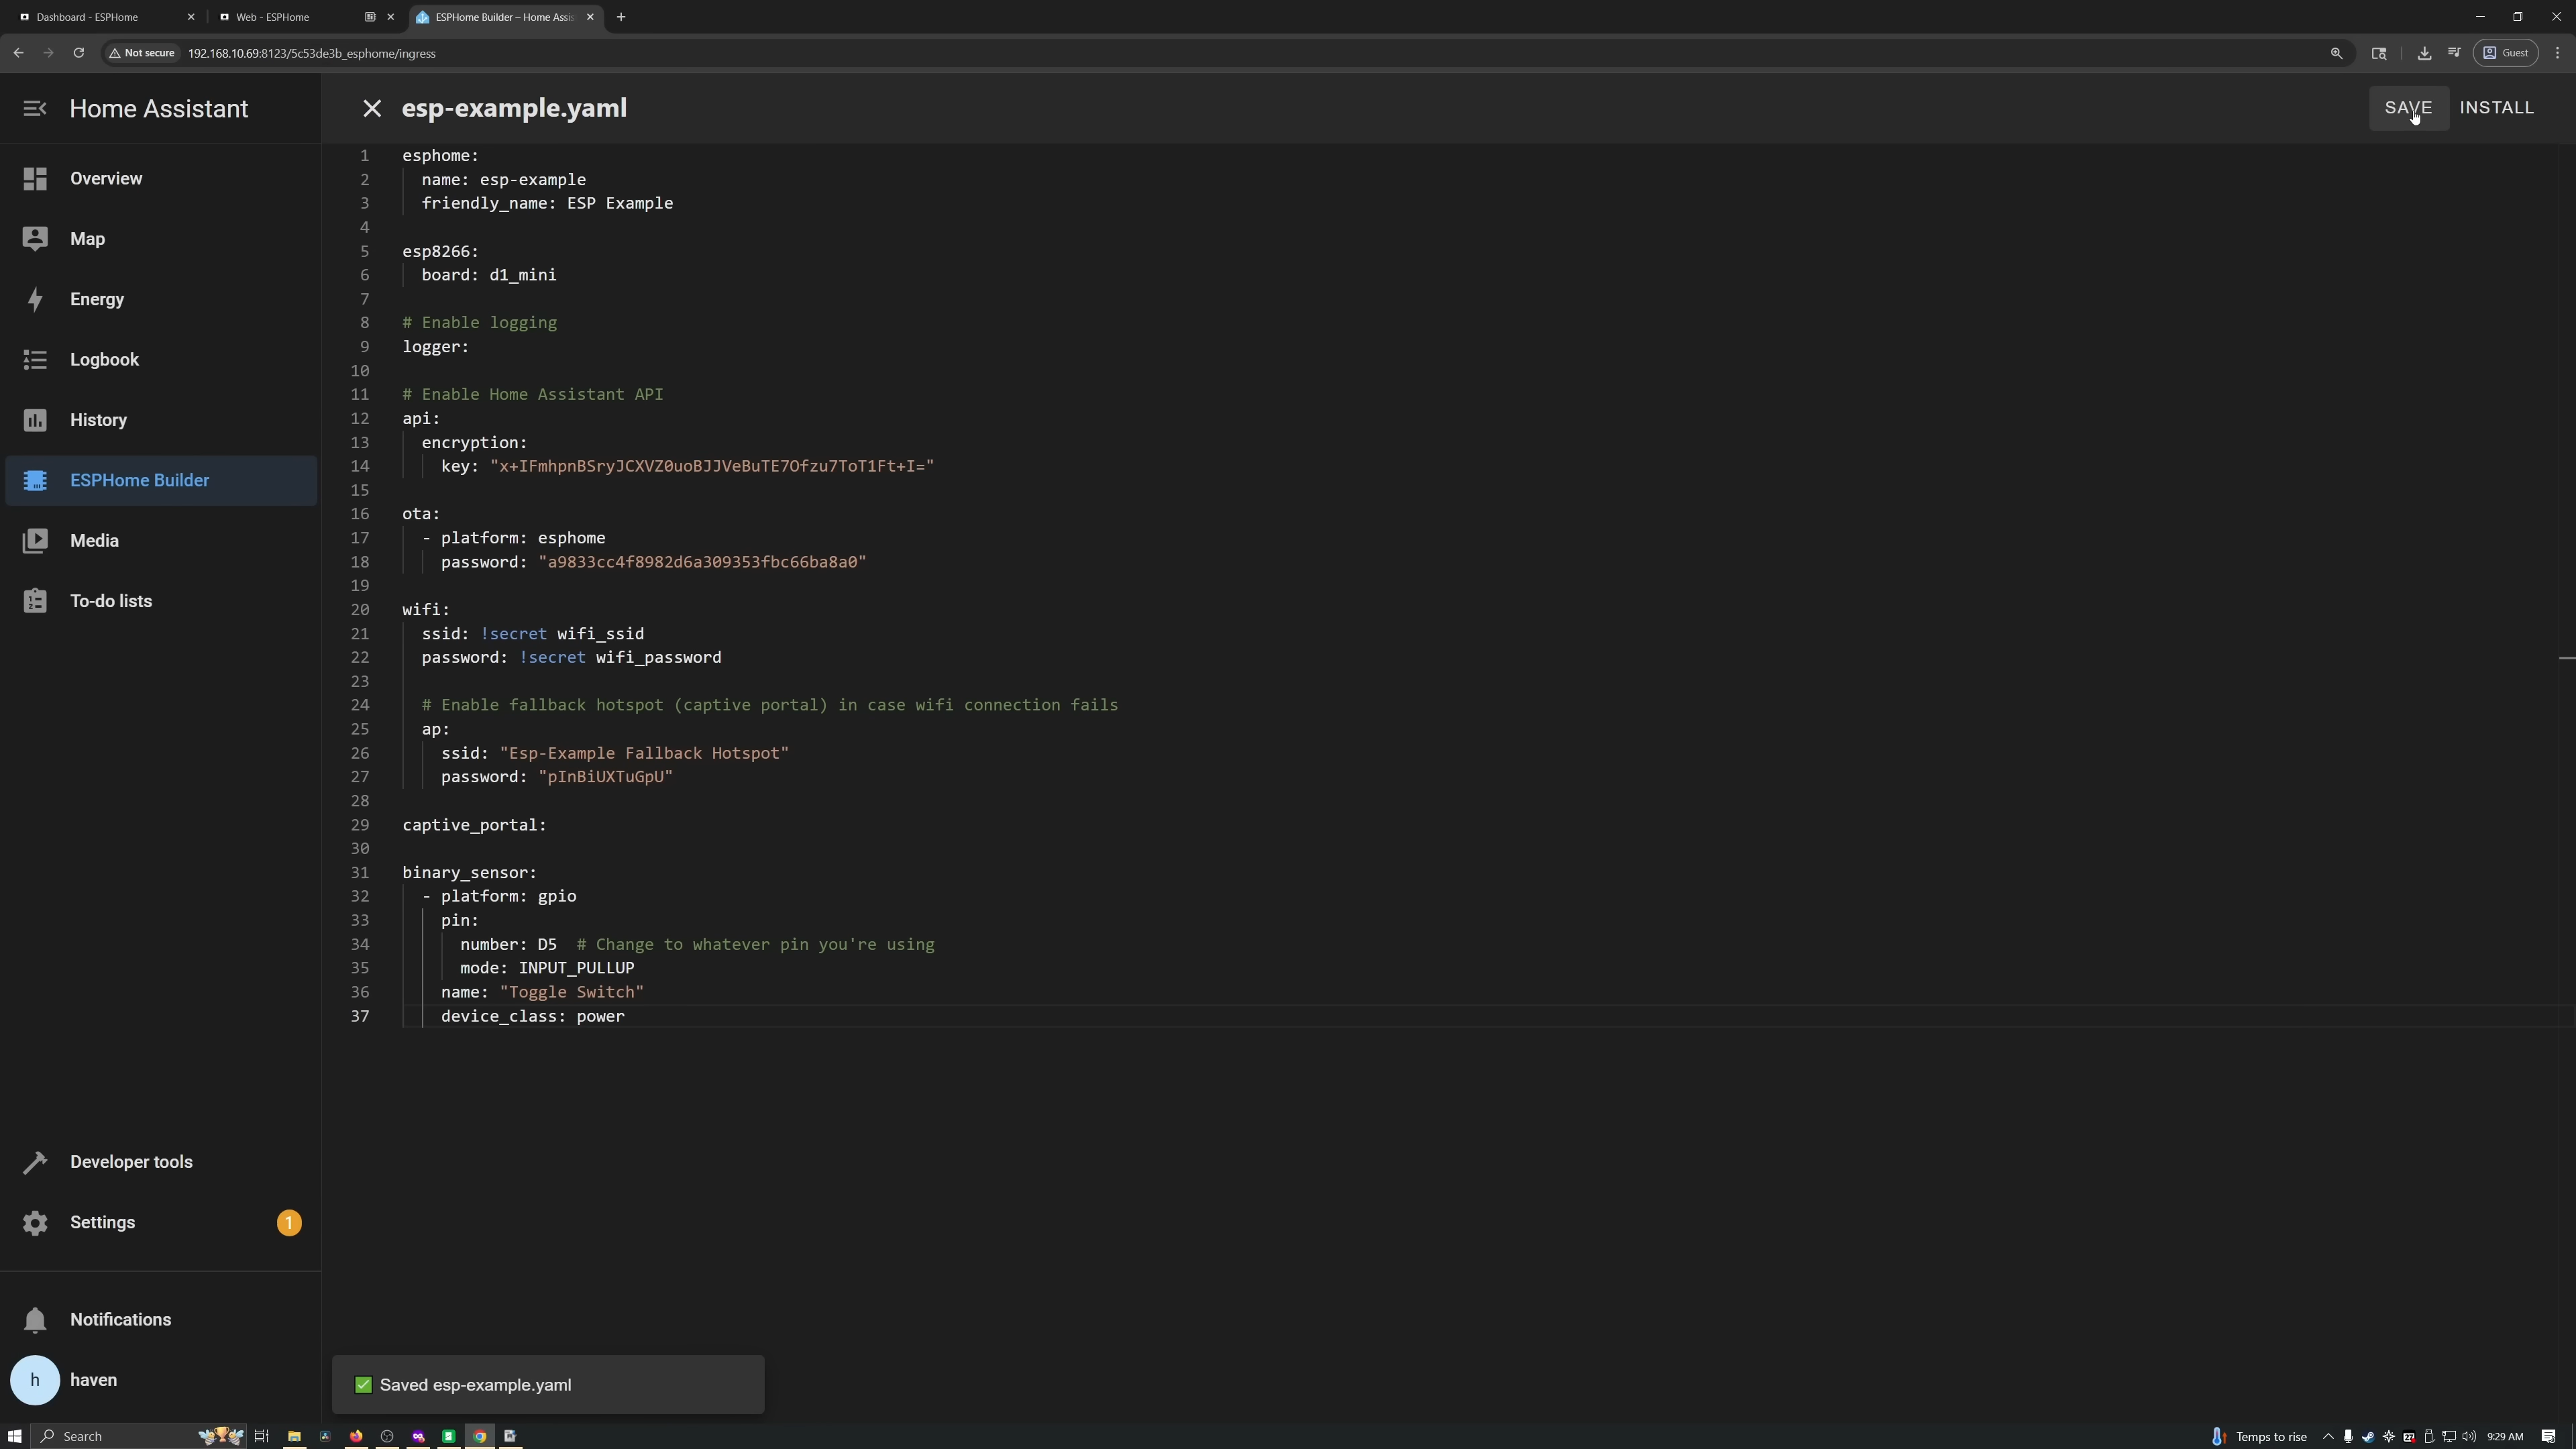 Dashboard - ESPHome
Web - ESPHome
ESPHome Builder – Home Assis
Not secure
192.168.10.69:8123/5c53de3b_esphome/ingress
Guest
Home Assistant
esp-example.yaml
SAVE
INSTALL
Overview
Map
Energy
Logbook
History
ESPHome Builder
Media
To-do lists
Developer tools
Settings
1
Notifications
h
haven
1 esphome:
2 name: esp-example
3 friendly_name: ESP Example
4
5 esp8266:
6 board: d1_mini
7
8 # Enable logging
9 logger:
10
11 # Enable Home Assistant API
12 api:
13 encryption:
14 key: "x+IFmhpnBSryJCXVZ0uoBJJVeBuTE7Ofzu7ToT1Ft+I="
15
16 ota:
17 - platform: esphome
18 password: "a9833cc4f8982d6a309353fbc66ba8a0"
19
20 wifi:
21 ssid: !secret wifi_ssid
22 password: !secret wifi_password
23
24 # Enable fallback hotspot (captive portal) in case wifi connection fails
25 ap:
26 ssid: "Esp-Example Fallback Hotspot"
27 password: "pInBiUXTuGpU"
28
29 captive_portal:
30
31 binary_sensor:
32 - platform: gpio
33 pin:
34 number: D5 # Change to whatever pin you're using
35 mode: INPUT_PULLUP
36 name: "Toggle Switch"
37 device_class: power
✅ Saved esp-example.yaml
Search
Temps to rise
9:29 AM